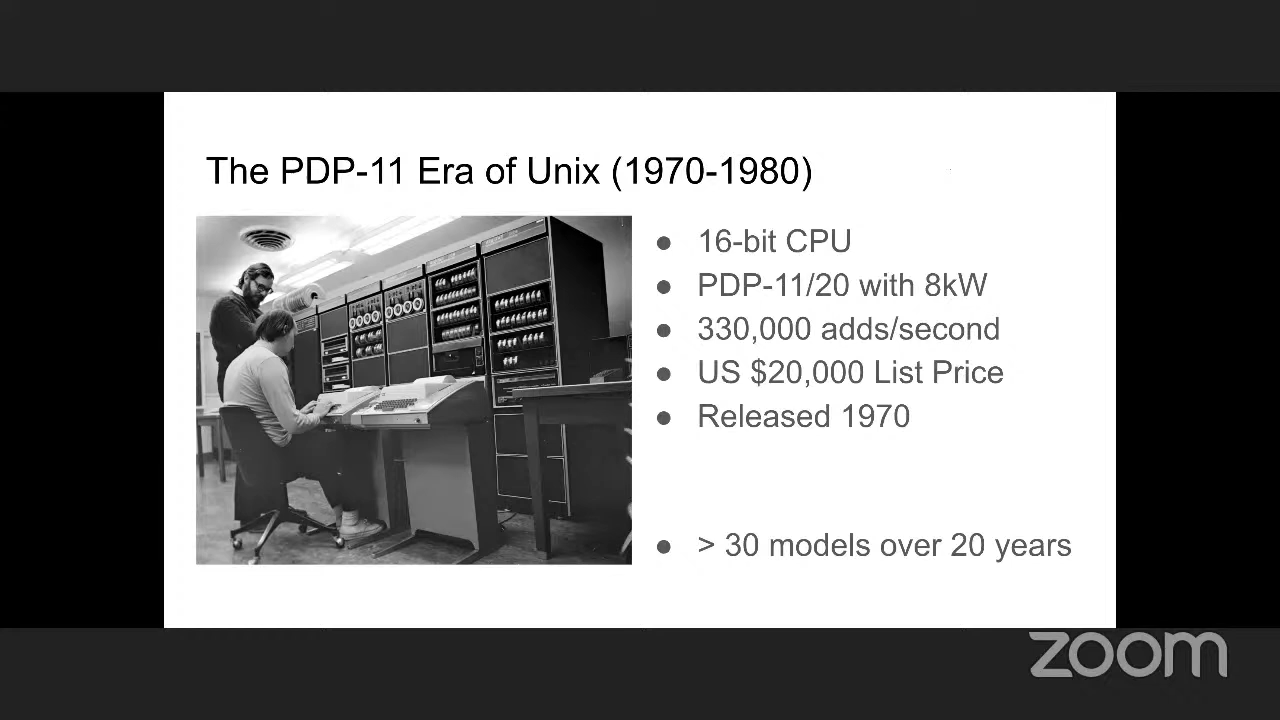 The PDP-11 Era of Unix (1970-1980)
● 16-bit CPU
● PDP-11/20 with 8kW
● 330,000 adds/second
● US $20,000 List Price
● Released 1970
● > 30 models over 20 years
zoom